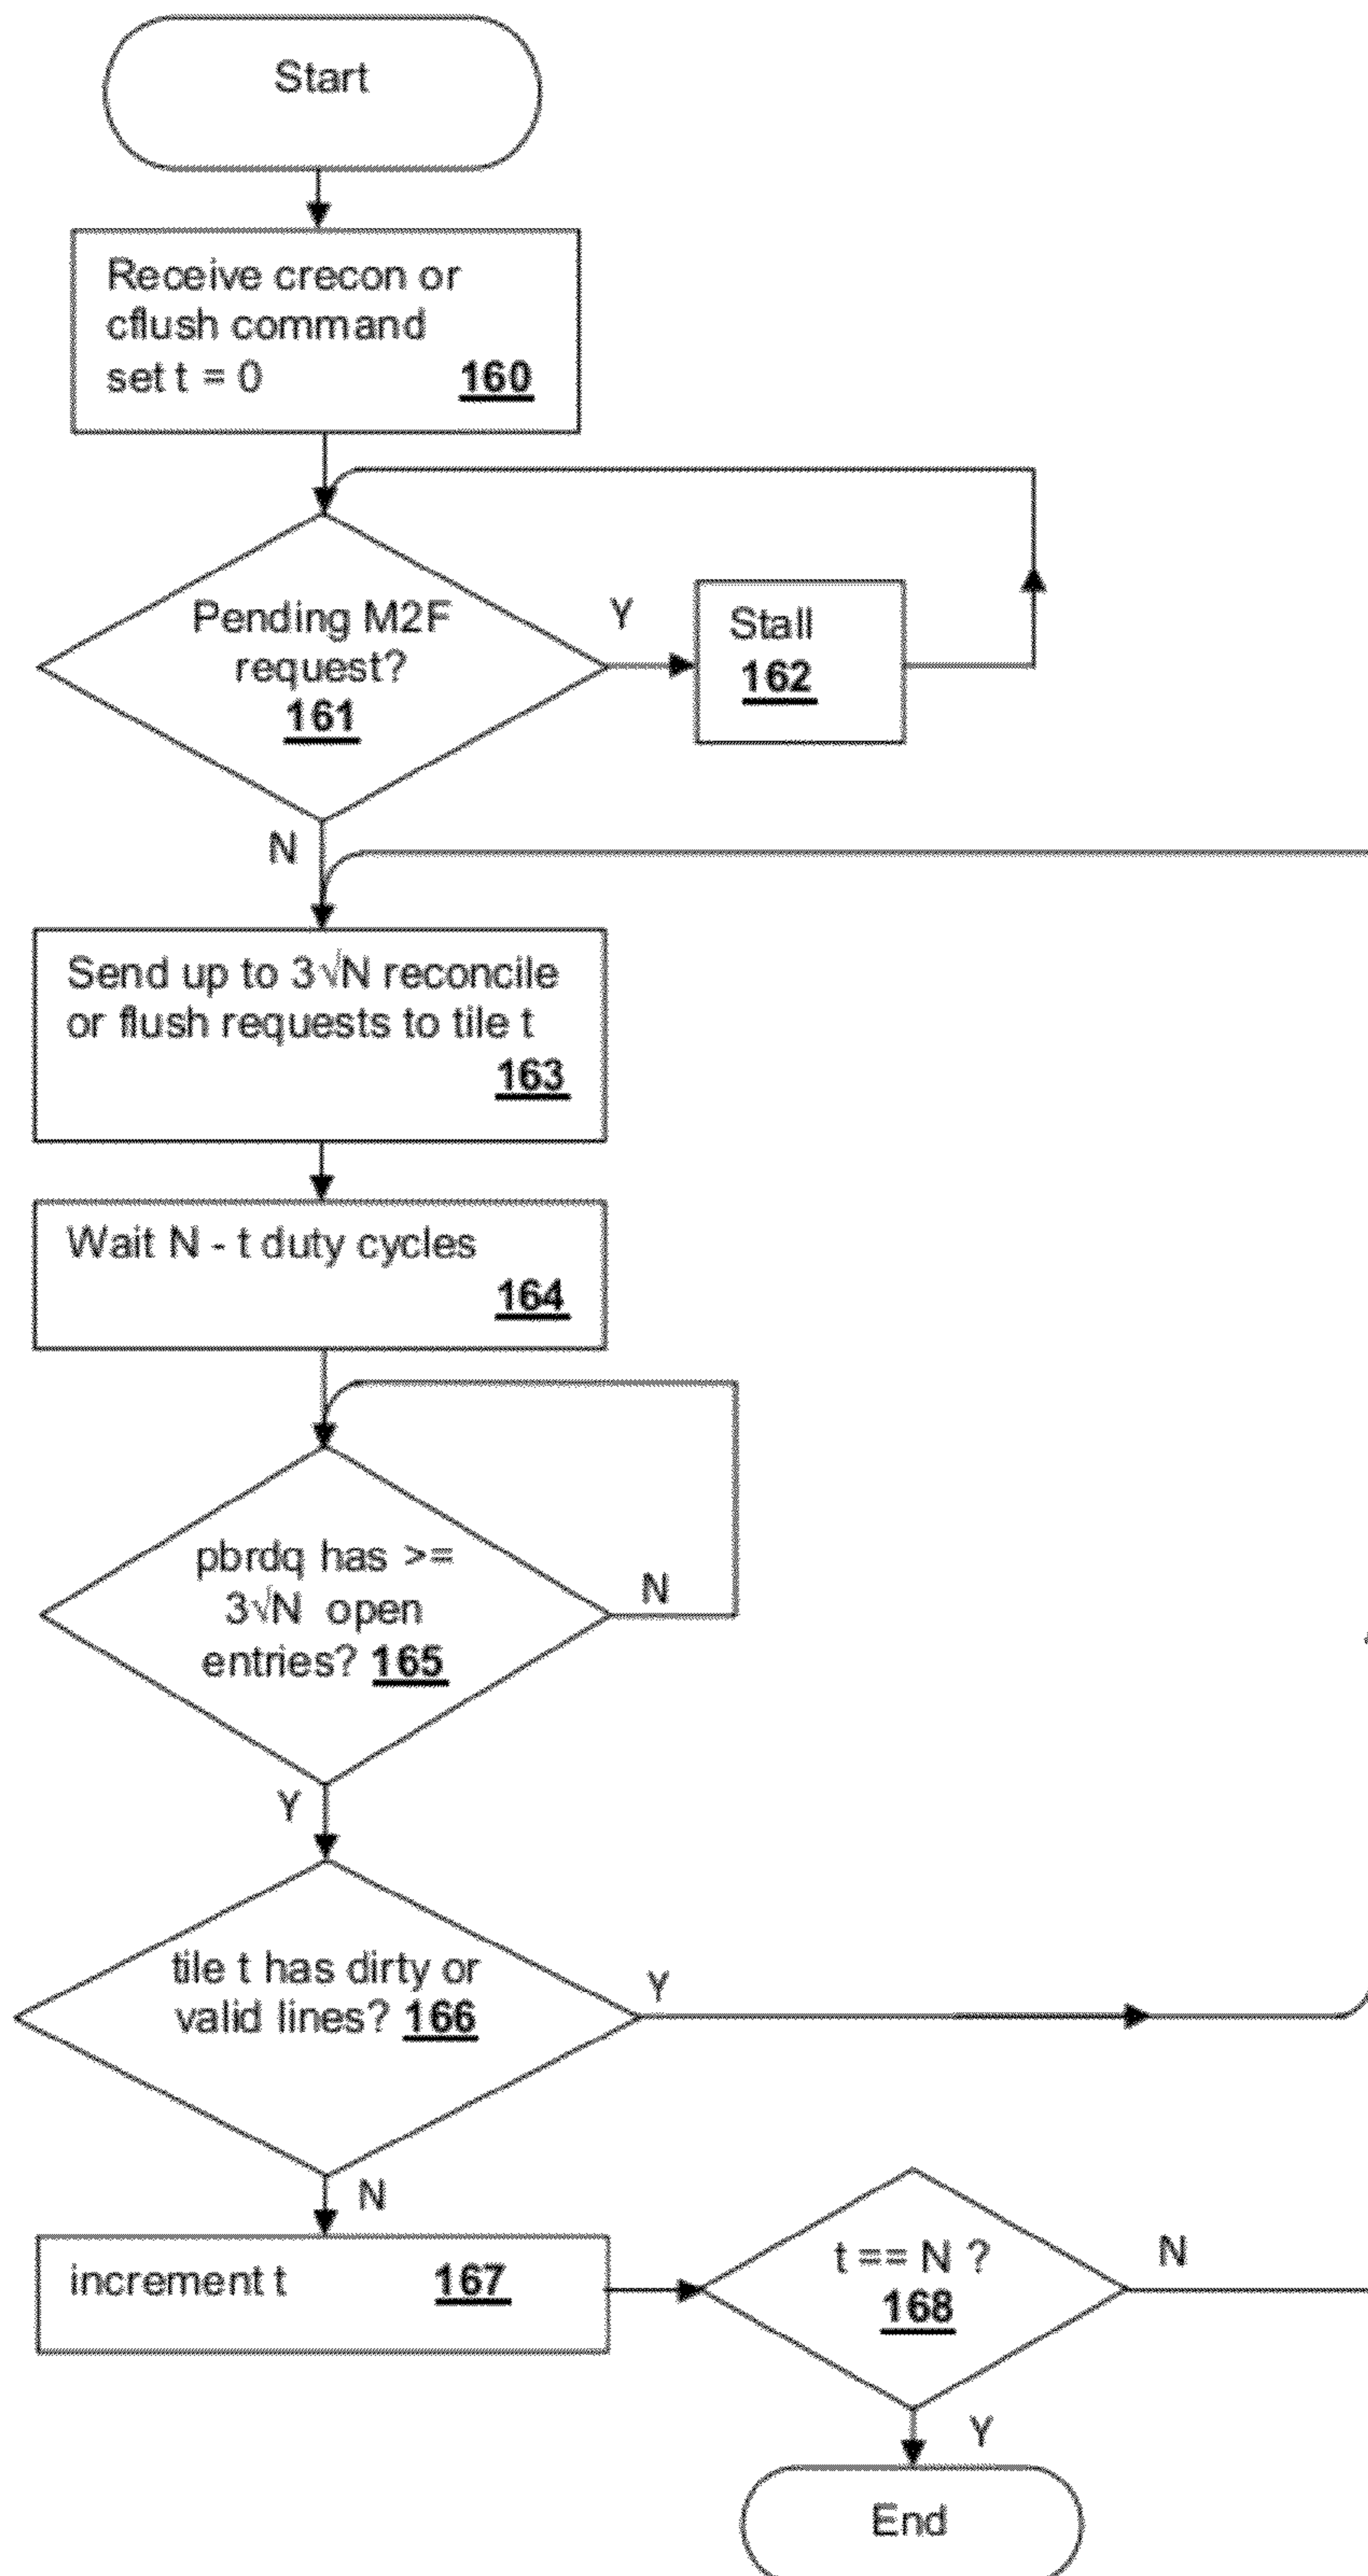 Start
Receive crecon or
cflush command
set t = 0 160
Pending M2F
request?
161
Y
Stall
162
N
Send up to 3√N reconcile
or flush requests to tile t
163
Wait N - t duty cycles
164
pbrdq has >=
3√N open
entries? 165
N
Y
tile t has dirty or
valid lines? 166
Y
N
increment t 167
t == N ?
168
N
Y
End